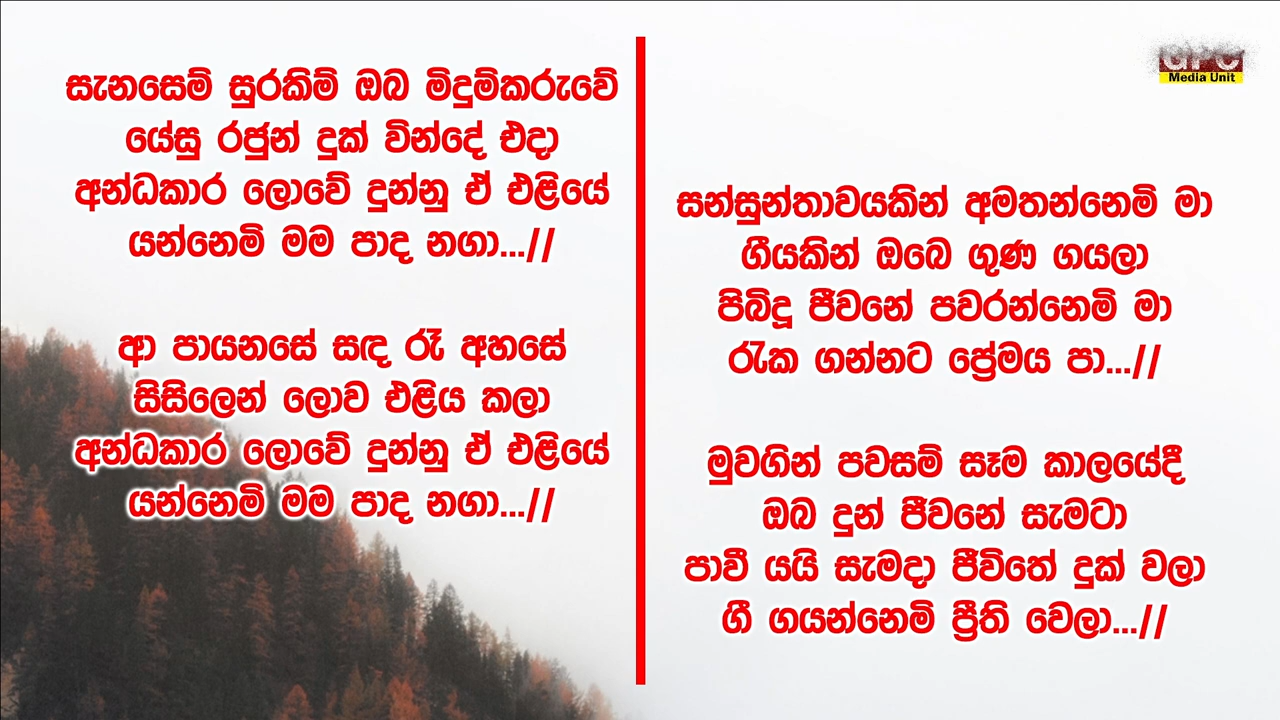 සැනසෙම් සුරකිම් ඔබ මිදුම්කරුවේ
යේසු රජුන් දුක් වින්දේ එදා
අන්ධකාර ලොවේ දුන්නු ඒ එළියේ
යන්නෙමි මම පාද නගා...//
ආ පායනසේ සඳ රෑ අහසේ
සිසිලෙන් ලොව එළිය කලා
අන්ධකාර ලොවේ දුන්නු ඒ එළියේ
යන්නෙමි මම පාද නගා...//
සන්සුන්තාවයකින් අමතන්නෙමි මා
ගීයකින් ඔබෙ ගුණ ගයලා
පිබිදූ ජීවනේ පවරන්නෙමි මා
රැක ගන්නට ප්‍රේමය පා...//
මුවගින් පවසම් සෑම කාලයේදී
ඔබ දුන් ජීවනේ සැමටා
පාවී යයි සැමදා ජීවිතේ දුක් වලා
ගී ගයන්නෙමි ප්‍රීති වෙලා...//
Media Unit